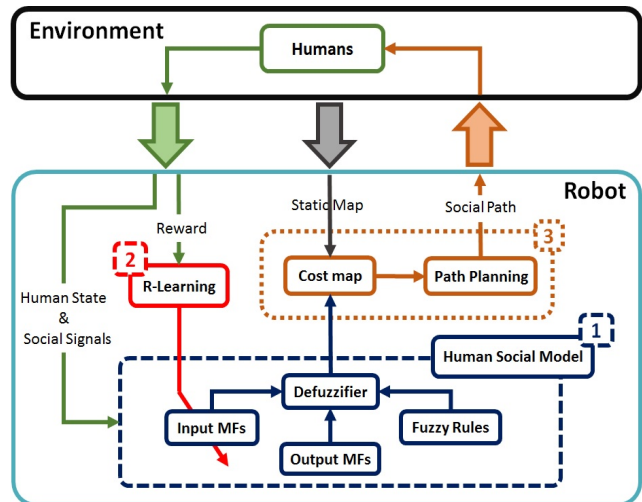 Environment
Humans
Robot
Static Map
Social Path
Reward
3
2
R-Learning
Cost map
Path Planning
Human State
&
Social Signals
1
Human Social Model
Defuzzifier
Input MFs
Fuzzy Rules
Output MFs